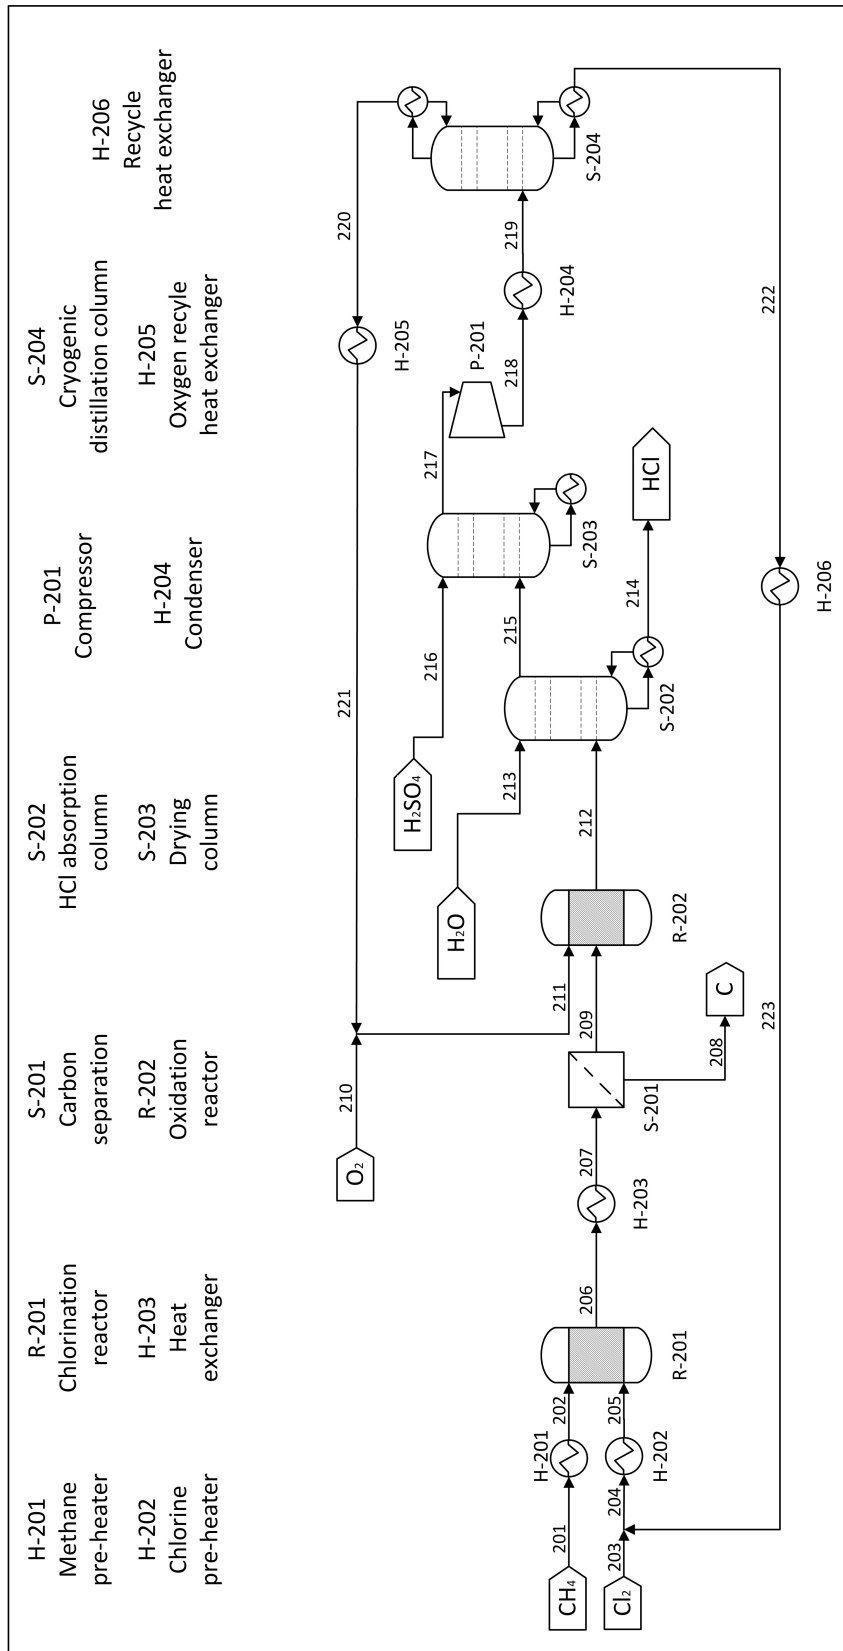 H-201
Methane
pre-heater
R-201
Chlorination
reactor
S-201
Carbon
separation
S-202
HCl absorption
column
P-201
Compressor
S-204
Cryogenic
distillation column
H-206
Recycle
heat exchanger
H-202
Chlorine
pre-heater
H-203
Heat
exchanger
R-202
Oxidation
reactor
S-203
Drying
column
H-204
Condenser
H-205
Oxygen recyle
heat exchanger
O₂
210
221
H-205
220
H₂SO₄
216
217
P-201
218
H-204
219
S-204
H₂O
213
215
S-203
CH₄
201
H-201
202
Cl₂
203
204
H-202
205
R-201
206
H-203
207
S-201
208
C
209
211
R-202
212
S-202
214
HCl
223
H-206
222